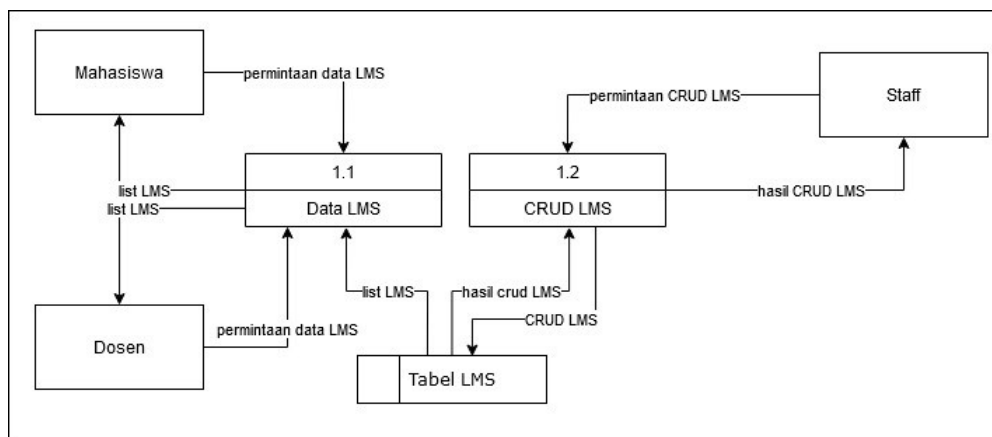 Mahasiswa
permintaan data LMS
permintaan CRUD LMS
Staff
1.1
1.2
list LMS
list LMS
Data LMS
CRUD LMS
hasil CRUD LMS
list LMS
hasil crud LMS
CRUD LMS
permintaan data LMS
Dosen
Tabel LMS